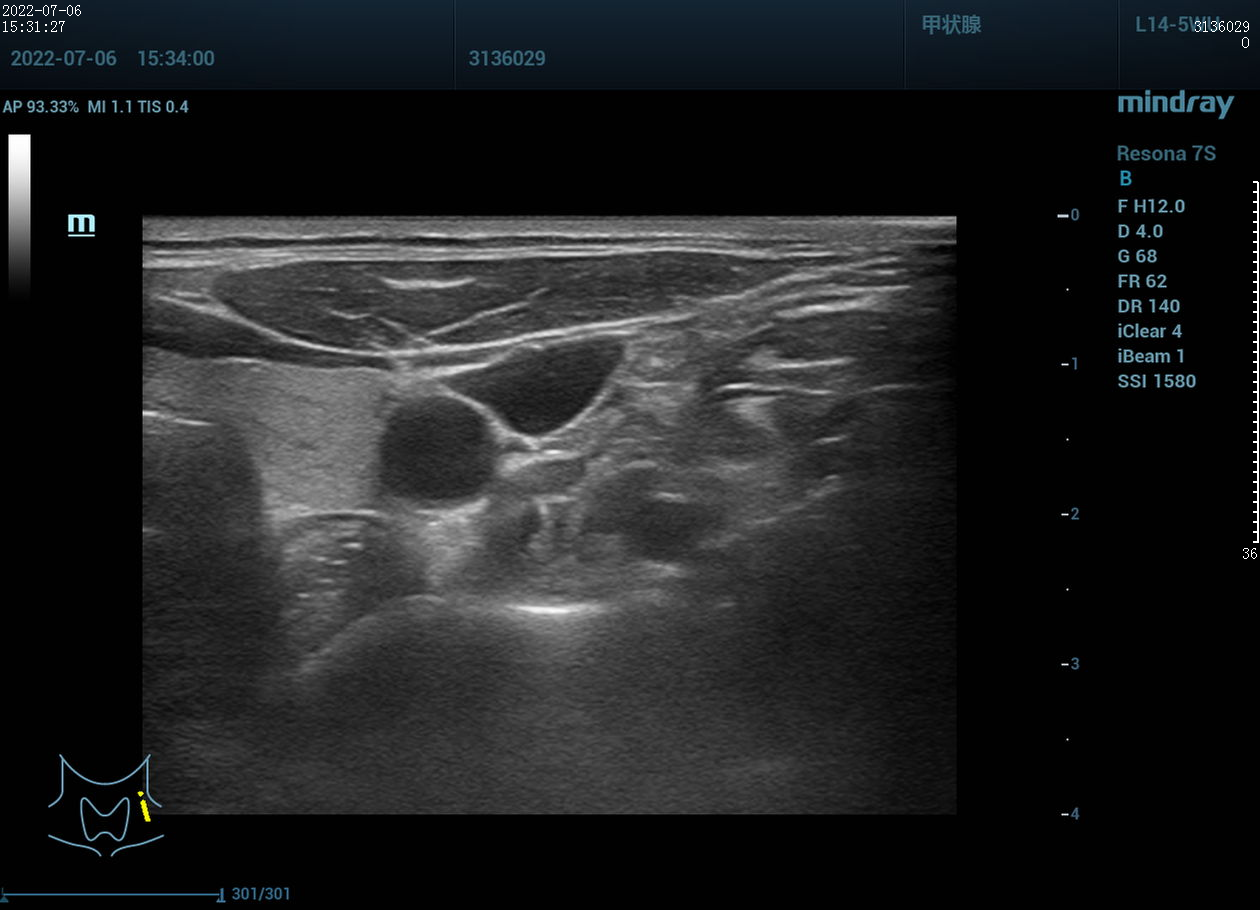 2022-07-06
15:31:27
甲状腺
3136029
0
2022-07-06 15:34:00
3136029
AP 93.33% MI 1.1 TIS 0.4
mindray
Resona 7S
B
m
F H12.0
D 4.0
G 68
FR 62
DR 140
iClear 4
iBeam 1
SSI 1580
0
1
2
3
4
36
301/301